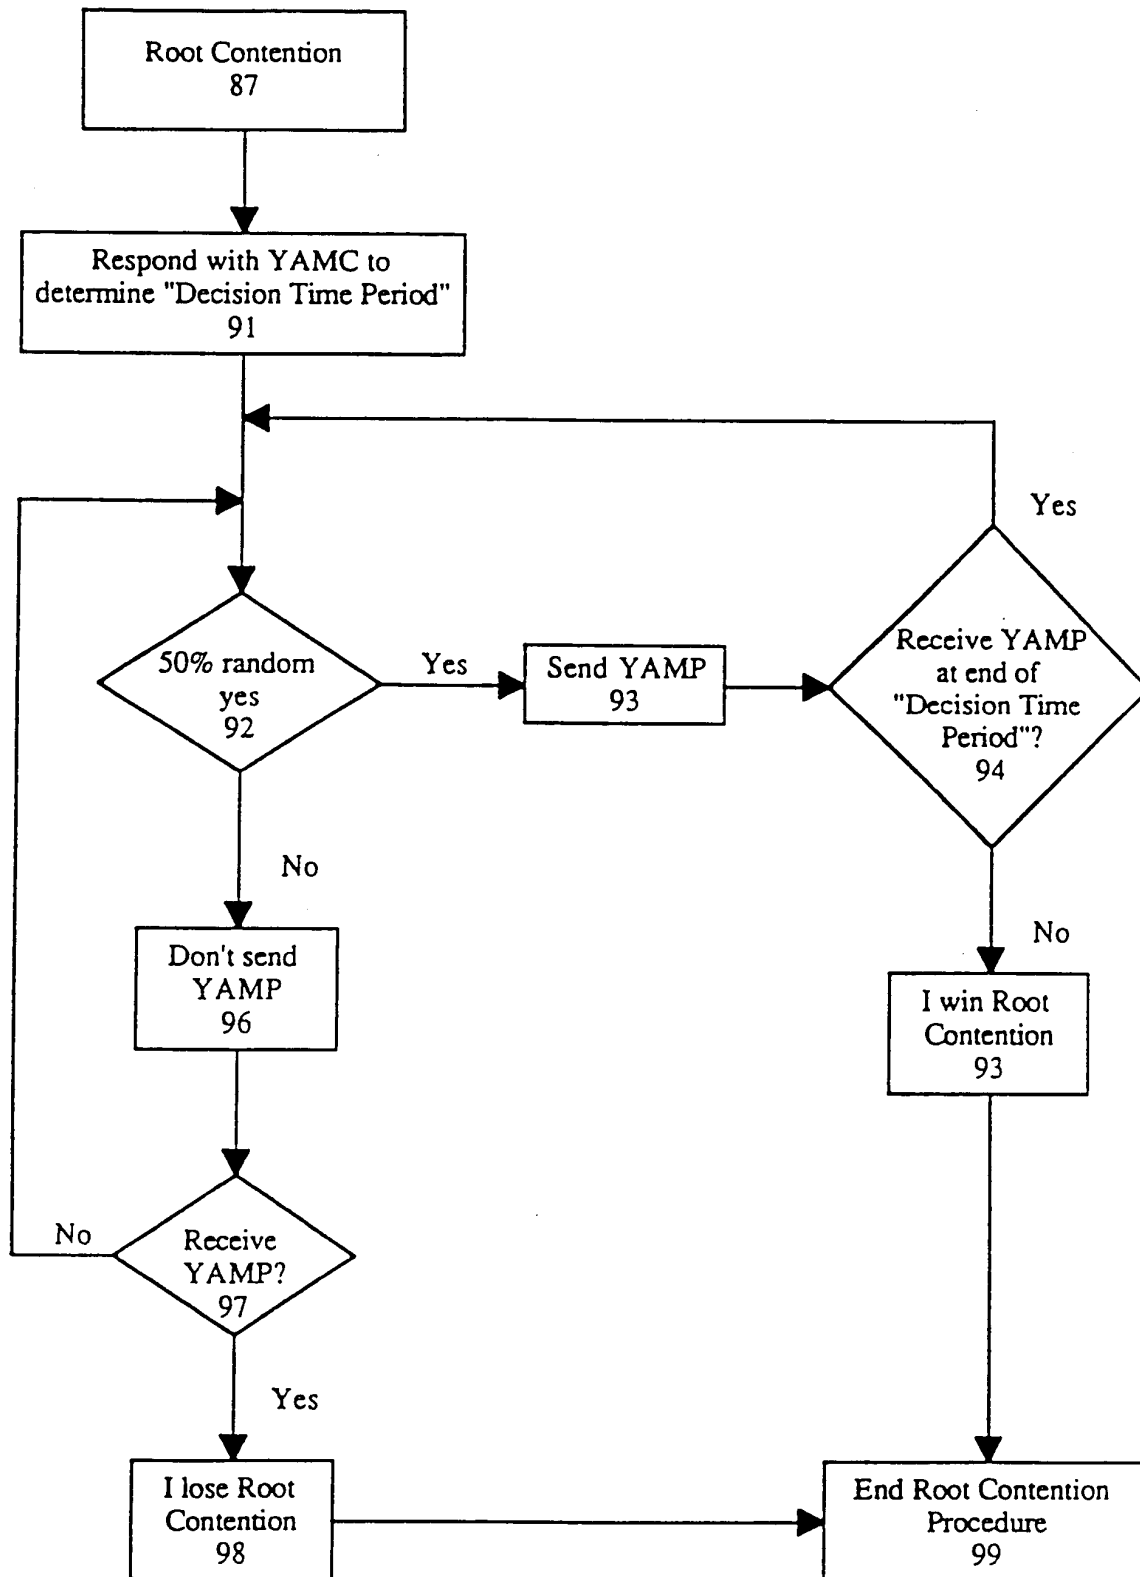 Root Contention
87
Respond with YAMC to
determine "Decision Time Period"
91
Yes
50% random
yes
92
Yes
Send YAMP
93
Receive YAMP
at end of
"Decision Time
Period"?
94
No
Don't send
YAMP
96
No
I win Root
Contention
93
No
Receive
YAMP?
97
Yes
I lose Root
Contention
98
End Root Contention
Procedure
99